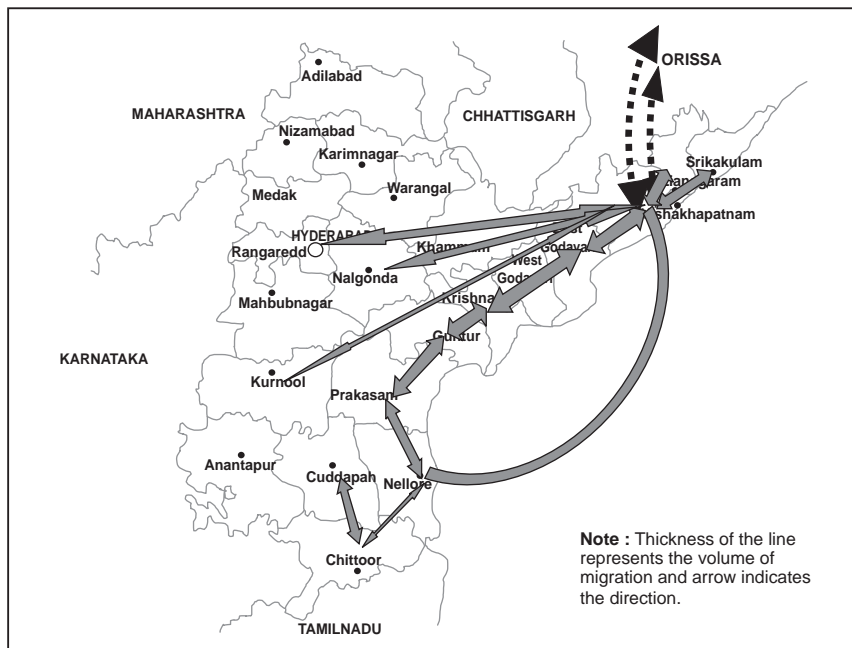 ORISSA
Adilabad
MAHARASHTRA
CHHATTISGARH
Nizamabad
Karimnagar
Srikakulam
Warangal
Medak
HYDERABAD
Rangaredd
Khammam
Nalgonda
West
Godavari
Mahbubnagar
Krishna
Guntur
KARNATAKA
Kurnool
Prakasam
Anantapur
Cuddapah
Nellore
Chittoor
TAMILNADU
Note : Thickness of the line
represents the volume of
migration and arrow indicates
the direction.